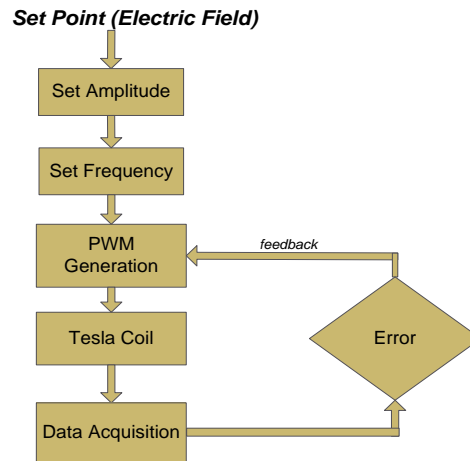 Set Point (Electric Field)
Set Amplitude
Set Frequency
PWM
Generation
feedback
Tesla Coil
Error
Data Acquisition